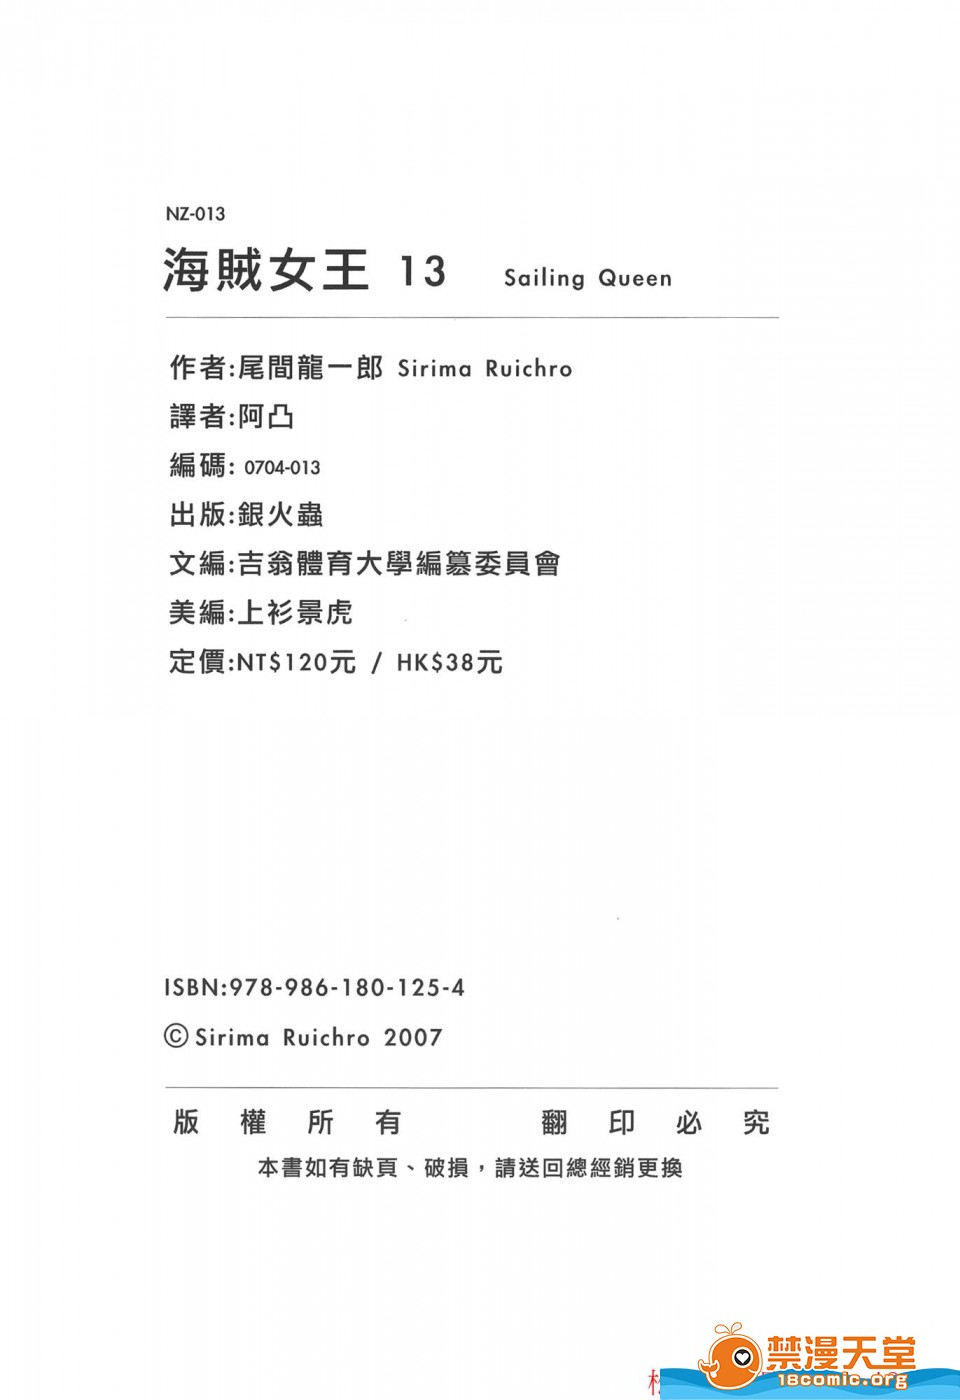 NZ-013
海賊女王 13 Sailing Queen
作者:尾間龍一郎 Sirima Ruichro
譯者:阿凸
編碼: 0704-013
出版:銀火蟲
文編:吉翁體育大學編篡委員會
美編:上衫景虎
定價:NT$120元 / HK$38元
ISBN:978-986-180-125-4
©Sirima Ruichro 2007
版權所有 翻印必究
本書如有缺頁、破損，請送回總經銷更換
禁漫天堂
18comic.org